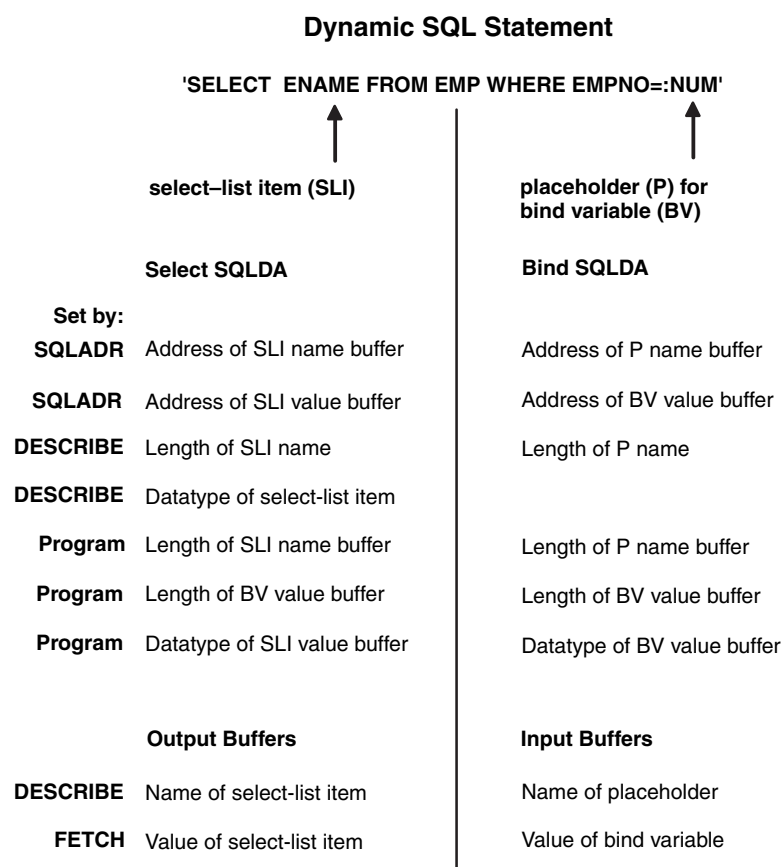 Dynamic SQL Statement
'SELECT ENAME FROM EMP WHERE EMPNO=:NUM'
select–list item (SLI)
placeholder (P) for
bind variable (BV)
Select SQLDA
Bind SQLDA
Set by:
SQLADR Address of SLI name buffer Address of P name buffer
SQLADR Address of SLI value buffer Address of BV value buffer
DESCRIBE Length of SLI name Length of P name
DESCRIBE Datatype of select-list item
Program Length of SLI name buffer Length of P name buffer
Program Length of BV value buffer Length of BV value buffer
Program Datatype of SLI value buffer Datatype of BV value buffer
Output Buffers Input Buffers
DESCRIBE Name of select-list item Name of placeholder
FETCH Value of select-list item Value of bind variable